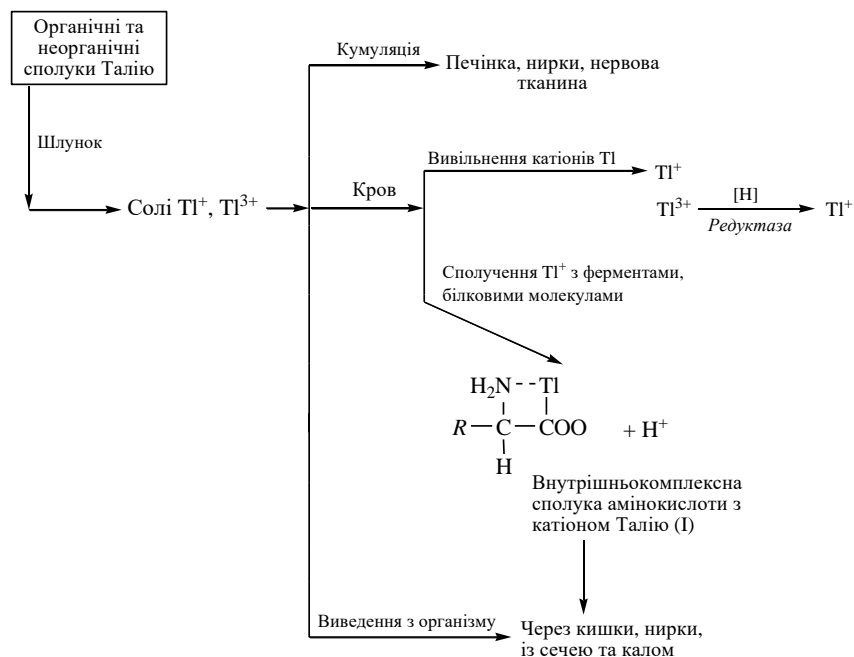 Органічні та
неорганічні
сполуки Талію
Шлунок
Солі Tl⁺, Tl³⁺
Кумуляція
Печінка, нирки, нервова
тканина
Кров
Вивільнення катіонів Tl
Tl⁺
Tl³⁺ [H] Tl⁺
Редуктаза
Сполучення Tl⁺ з ферментами,
білковими молекулами
H₂N Tl
R C COO + H⁺
H
Внутрішньокомплексна
сполука амінокислоти з
катіоном Талію (I)
Виведення з організму
Через кишки, нирки,
із сечею та калом